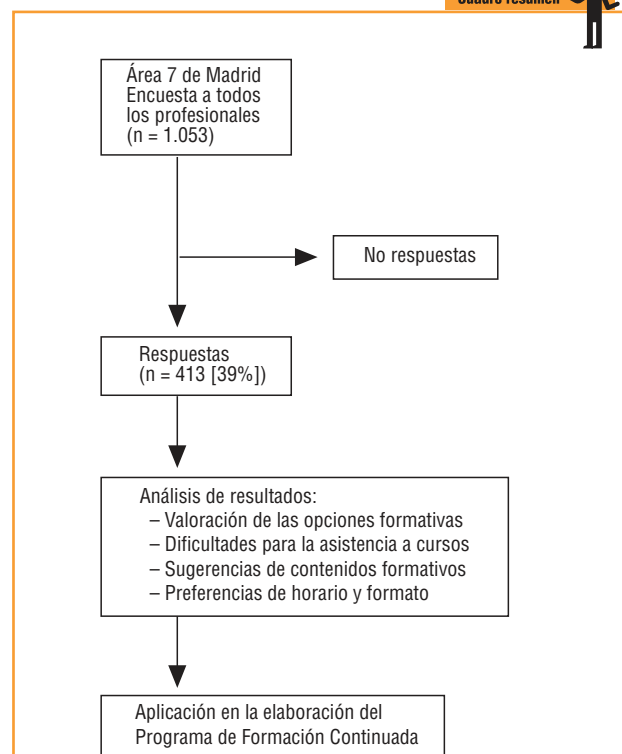 Cuadro resumen
Área 7 de Madrid
Encuesta a todos
los profesionales
(n = 1.053)
No respuestas
Respuestas
(n = 413 [39%])
Análisis de resultados:
– Valoración de las opciones formativas
– Dificultades para la asistencia a cursos
– Sugerencias de contenidos formativos
– Preferencias de horario y formato
Aplicación en la elaboración del
Programa de Formación Continuada